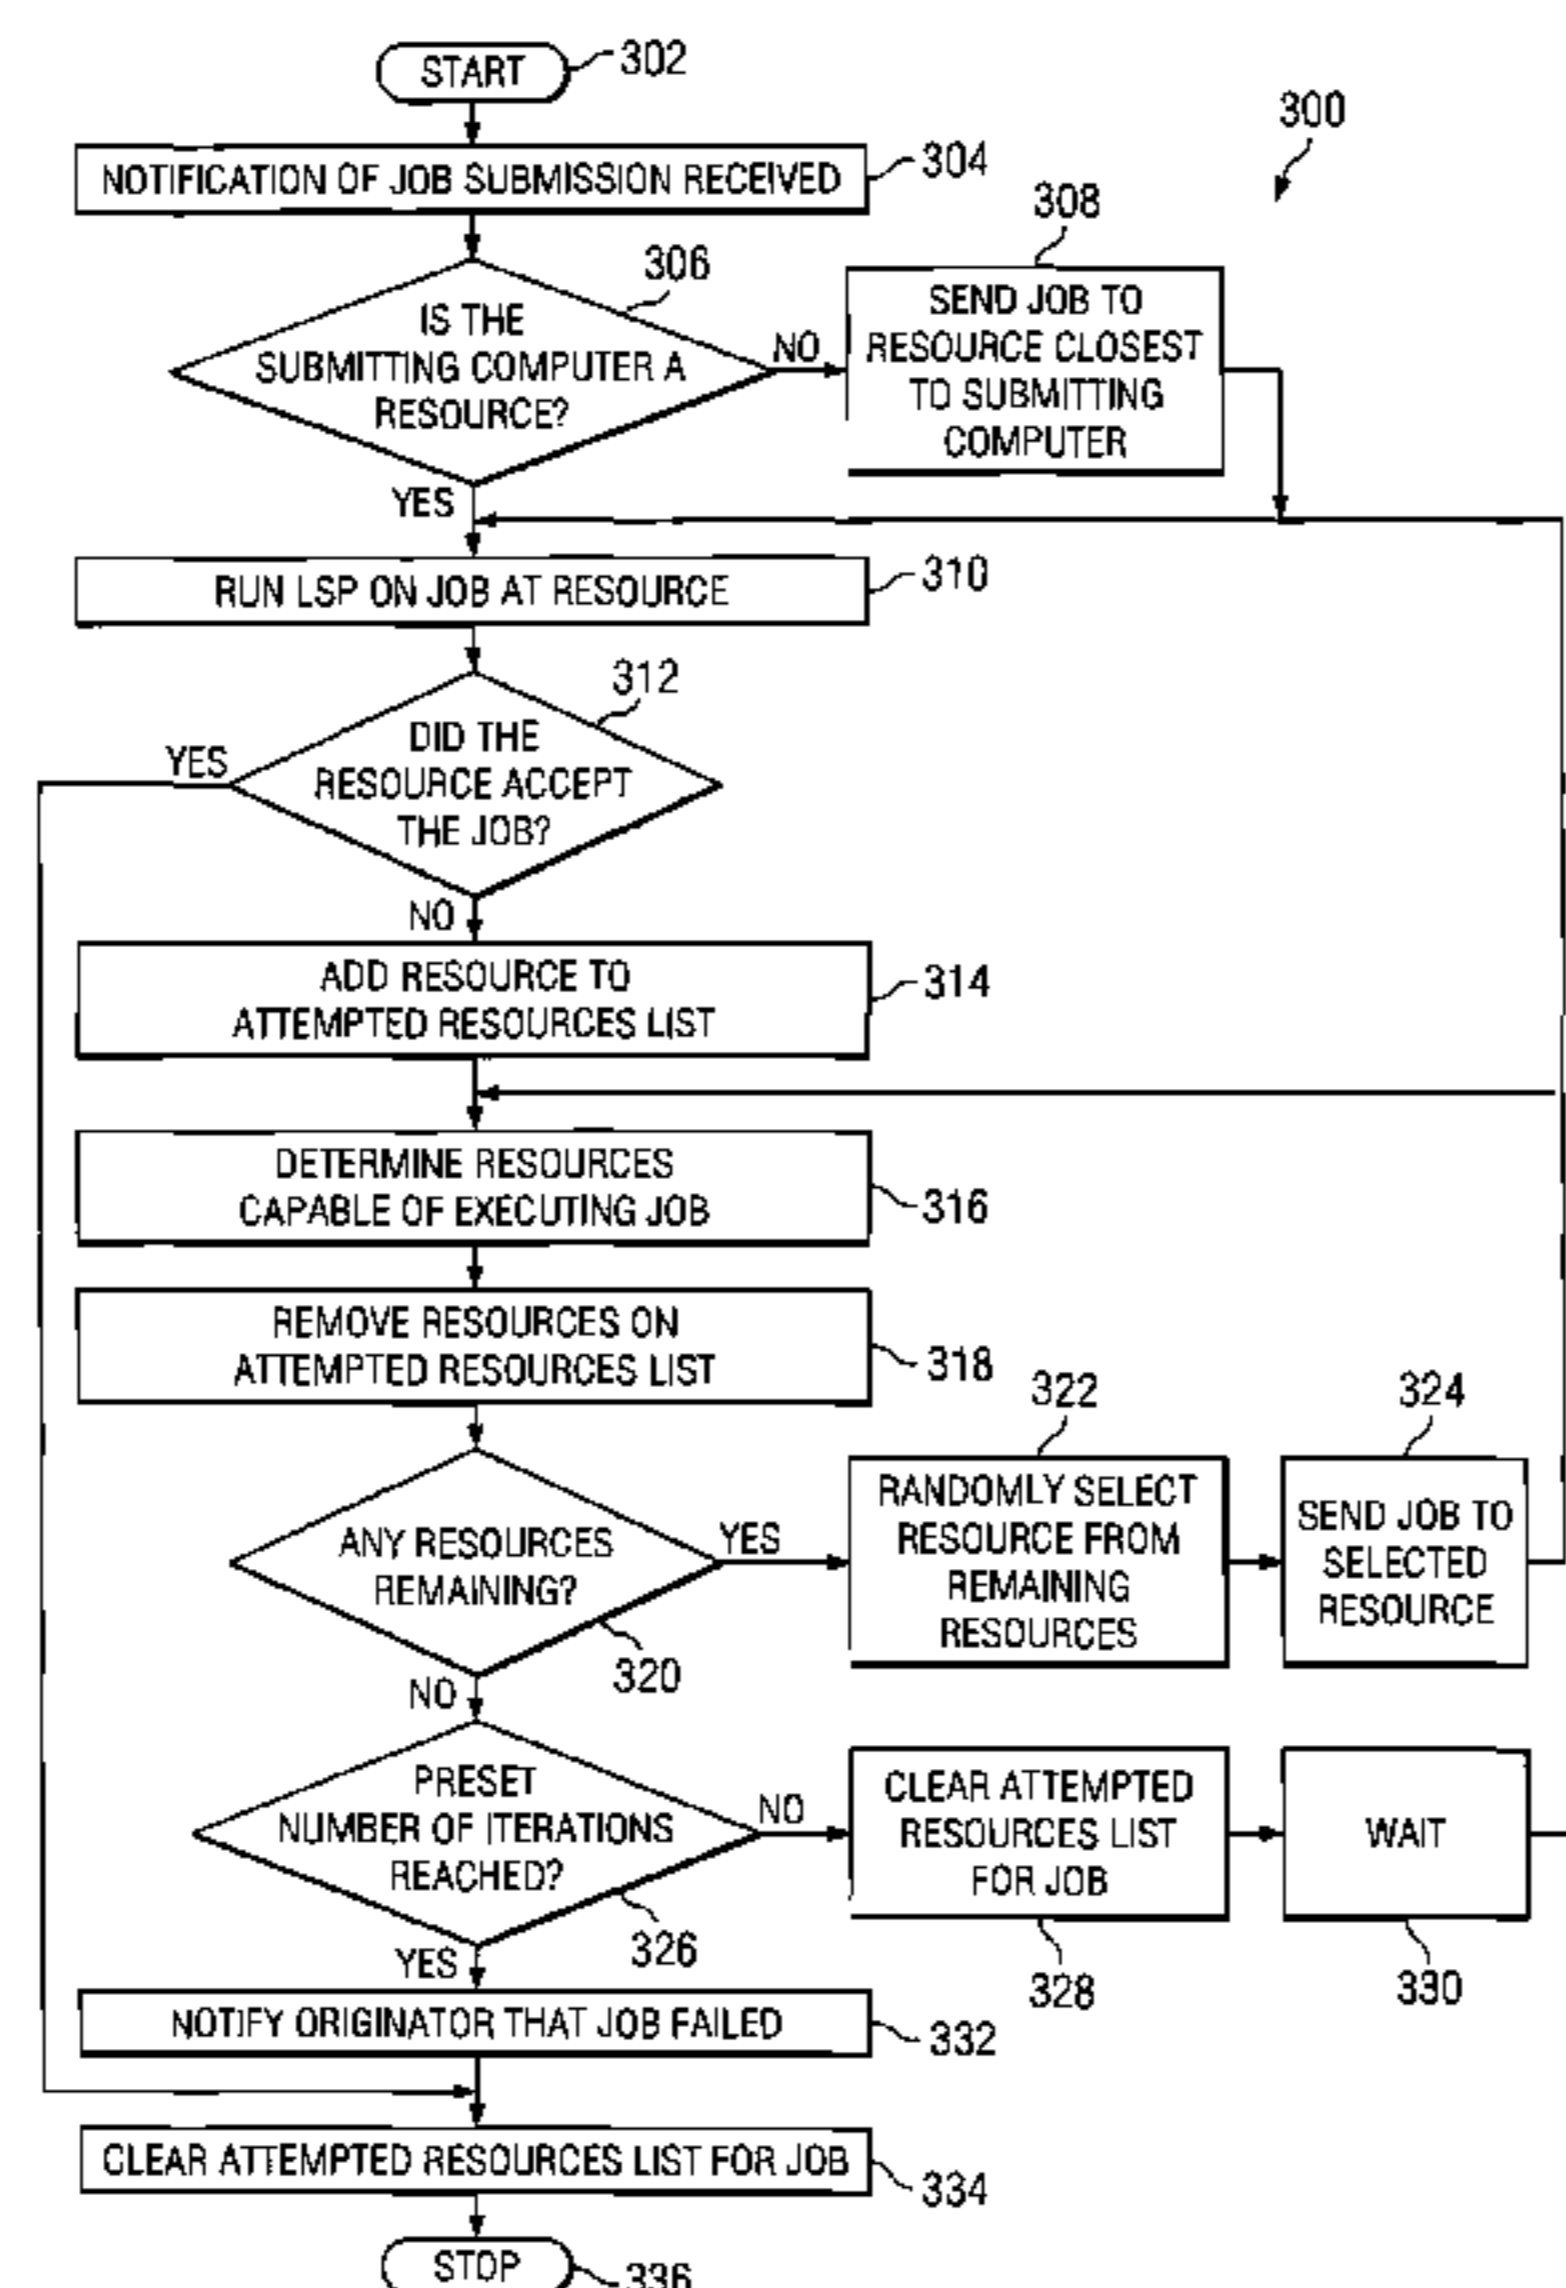 START
302
300
NOTIFICATION OF JOB SUBMISSION RECEIVED
304
306
IS THE
SUBMITTING COMPUTER A
RESOURCE?
NO
308
SEND JOB TO
RESOURCE CLOSEST
TO SUBMITTING
COMPUTER
YES
RUN LSP ON JOB AT RESOURCE
310
312
DID THE
RESOURCE ACCEPT
THE JOB?
YES
NO
ADD RESOURCE TO
ATTEMPTED RESOURCES LIST
314
DETERMINE RESOURCES
CAPABLE OF EXECUTING JOB
316
REMOVE RESOURCES ON
ATTEMPTED RESOURCES LIST
318
ANY RESOURCES
REMAINING?
320
YES
322
RANDOMLY SELECT
RESOURCE FROM
REMAINING
RESOURCES
324
SEND JOB TO
SELECTED
RESOURCE
NO
PRESET
NUMBER OF ITERATIONS
REACHED?
326
NO
CLEAR ATTEMPTED
RESOURCES LIST
FOR JOB
328
WAIT
330
YES
NOTIFY ORIGINATOR THAT JOB FAILED
332
CLEAR ATTEMPTED RESOURCES LIST FOR JOB
334
STOP
336